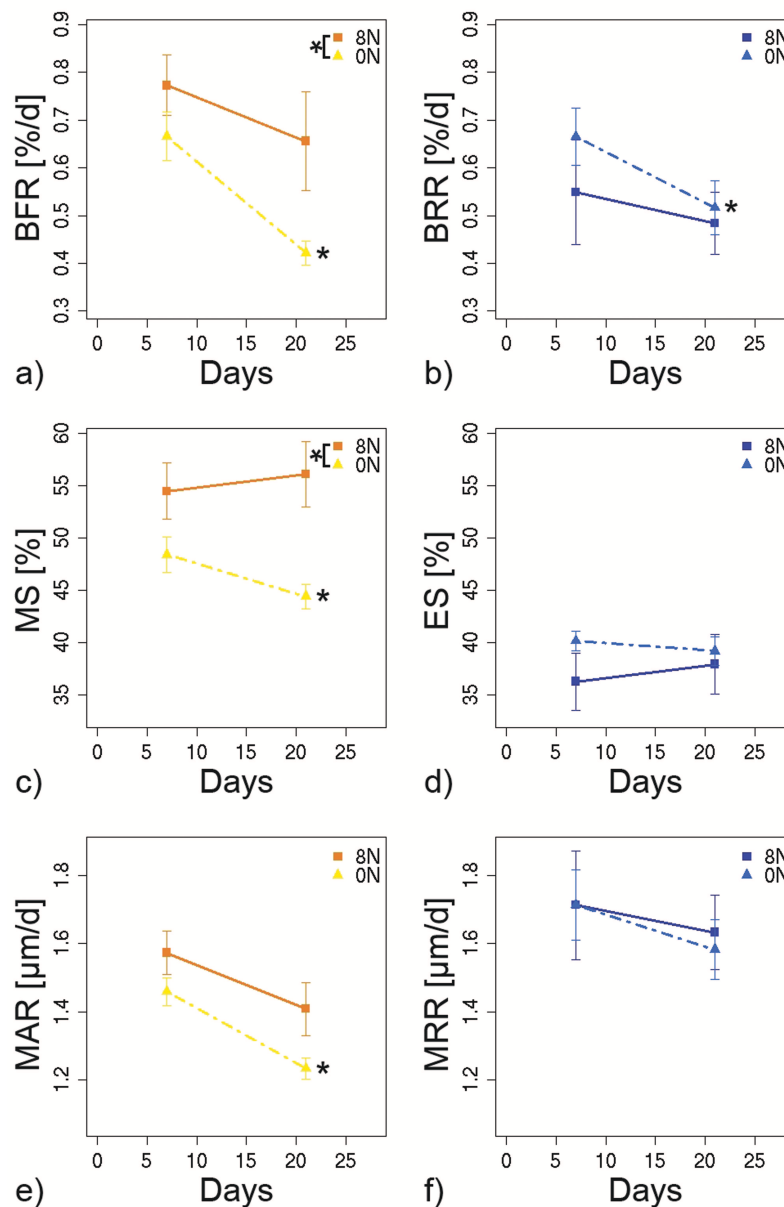 BFR [%/d]
0.3 0.4 0.5 0.6 0.7 0.8 0.9
* 8N
0N
*
0 5 10 15 20 25
a) Days
BRR [%/d]
0.3 0.4 0.5 0.6 0.7 0.8 0.9
8N
0N
*
0 5 10 15 20 25
b) Days
MS [%]
35 40 45 50 55 60
* 8N
0N
*
0 5 10 15 20 25
c) Days
ES [%]
35 40 45 50 55 60
8N
0N
0 5 10 15 20 25
d) Days
MAR [µm/d]
1.2 1.4 1.6 1.8
8N
0N
*
0 5 10 15 20 25
e) Days
MRR [µm/d]
1.2 1.4 1.6 1.8
8N
0N
0 5 10 15 20 25
f) Days